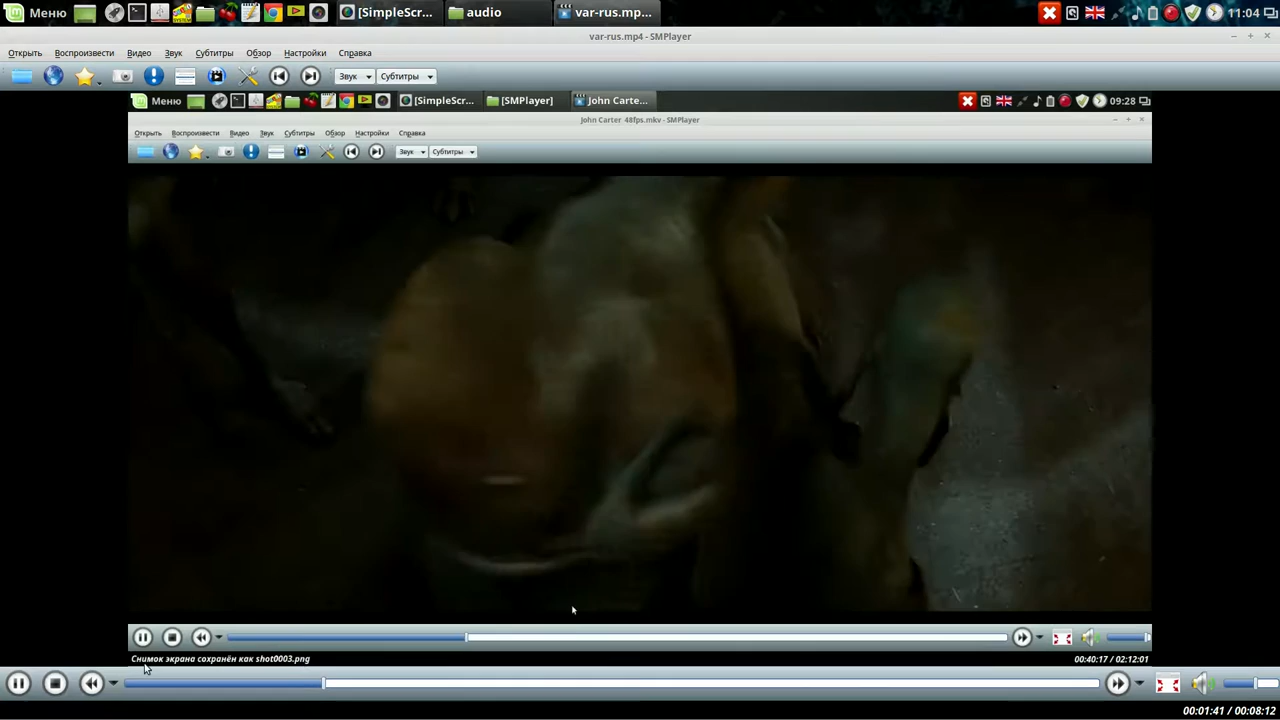 Меню [SimpleScr... audio var-rus.mp... 11:04
var-rus.mp4 - SMPlayer
Открыть Воспроизвести Видео Звук Субтитры Обзор Настройки Справка
Звук Субтитры
Меню [SimpleScr... [SMPlayer] John Carte... 09:28
John Carter 48fps.mkv - SMPlayer
Открыть Воспроизвести Видео Звук Субтитры Обзор Настройки Справка
Звук Субтитры
Снимок экрана сохранён как shot0003.png 00:40:17 / 02:12:01
00:01:41 / 00:08:12